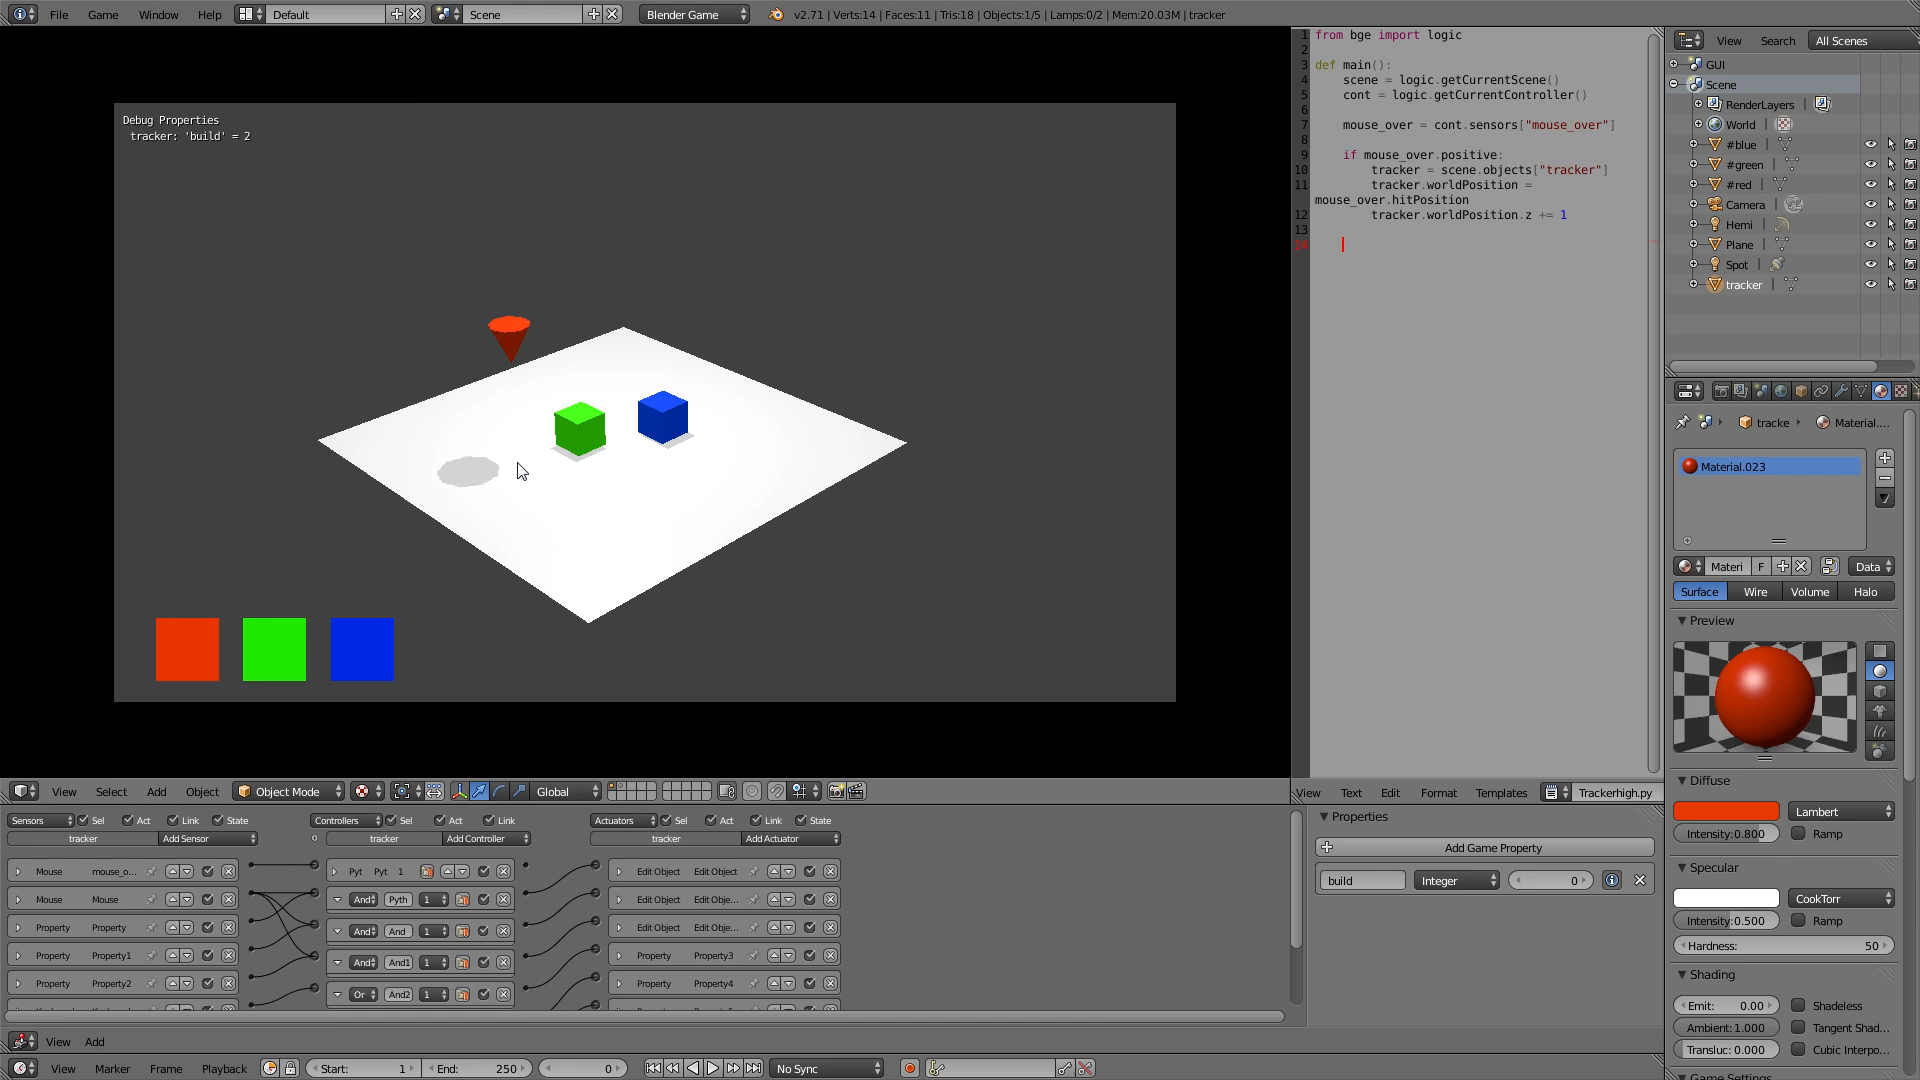 File Game Window Help Default Scene Blender Game v2.71 | Verts:14 | Faces:11 | Tris:18 | Objects:1/5 | Lamps:0/2 | Mem:20.03M | tracker
Debug Properties
tracker: 'build' = 2
1 from bge import logic
2
3 def main():
4 scene = logic.getCurrentScene()
5 cont = logic.getCurrentController()
6
7 mouse_over = cont.sensors["mouse_over"]
8
9 if mouse_over.positive:
10 tracker = scene.objects["tracker"]
11 tracker.worldPosition =
mouse_over.hitPosition
12 tracker.worldPosition.z += 1
13
14
View Search All Scenes
GUI
Scene
RenderLayers |
World |
#blue |
#green |
#red |
Camera |
Hemi |
Plane |
Spot |
tracker |
tracke Material....
Material.023
Materi F Data
Surface Wire Volume Halo
Preview
Diffuse
Lambert
Intensity:0.800 Ramp
Specular
CookTorr
Intensity:0.500 Ramp
Hardness: 50
Shading
Emit: 0.00 Shadeless
Ambient: 1.000 Tangent Shad...
Transluc: 0.000 Cubic Interpo...
Game Settings
View Select Add Object Object Mode Global
View Text Edit Format Templates Trackerhigh.py
Sensors Sel Act Link State Controllers Sel Act Link Actuators Sel Act Link State
tracker Add Sensor tracker Add Controller tracker Add Actuator
Mouse mouse_o... Pyt Pyt 1 Edit Object Edit Object
Mouse Mouse And Pyth 1 Edit Object Edit Obje...
Property Property And And 1 Edit Object Edit Obje...
Property Property1 And And1 1 Property Property3
Property Property2 Or And2 1 Property Property4
Properties
Add Game Property
build Integer 0
View Add
View Marker Frame Playback Start: 1 End: 250 0 No Sync